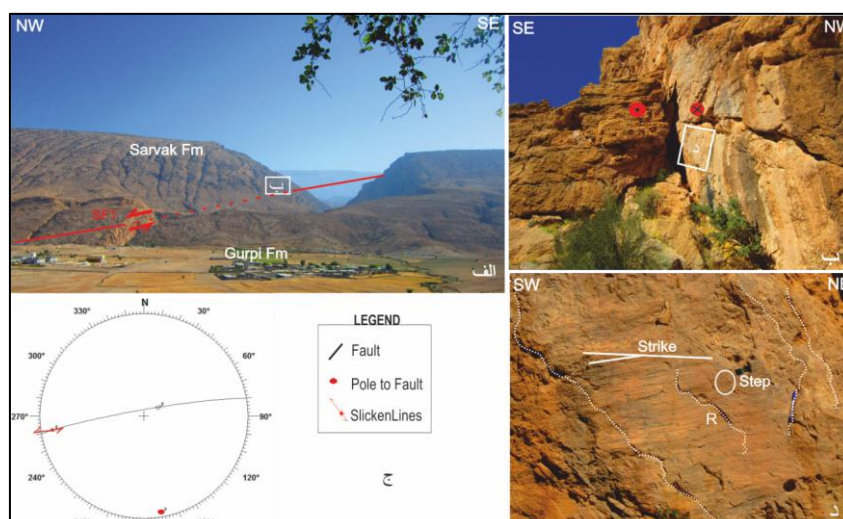 NW
SE
Sarvak Fm
ب
SF1
Gurpi Fm
الف
SE
NW
د
ب
N
30°
60°
90°
120°
240°
270°
300°
330°
LEGEND
Fault
Pole to Fault
SlickenLines
ج
SW
NE
Strike
Step
R
د